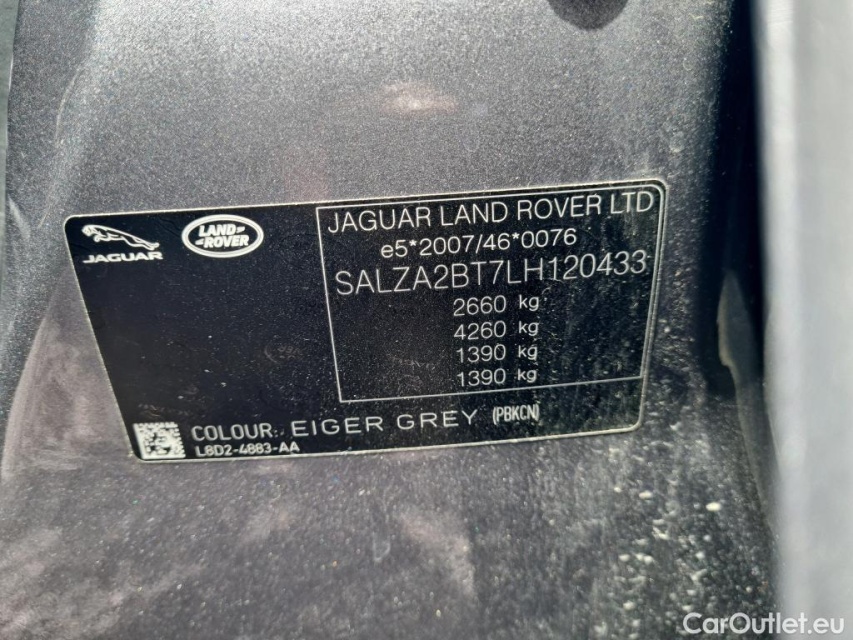 JAGUAR
LAND-
-ROVER
JAGUAR LAND ROVER LTD
e5*2007/46*0076
SALZA2BT7LH120433
2660 kg
4260 kg
1390 kg
1390 kg
COLOUR: EIGER GREY (PBKCN)
L8D2-4883-AA
CarOutlet.eu